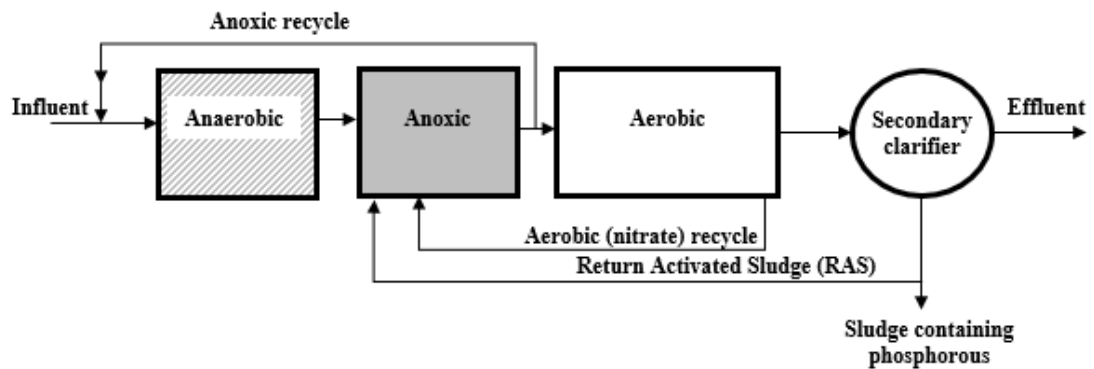 Anoxic recycle
Influent
Anaerobic
Anoxic
Aerobic
Secondary
clarifier
Effluent
Aerobic (nitrate) recycle
Return Activated Sludge (RAS)
Sludge containing
phosphorous